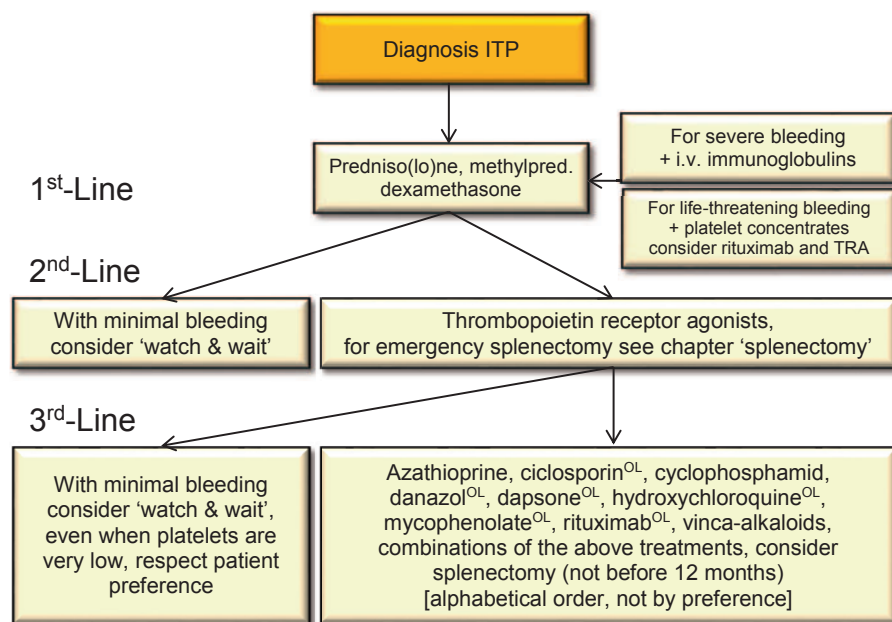 Diagnosis ITP
For severe bleeding
+ i.v. immunoglobulins
Predniso(lo)ne, methylpred.
dexamethasone
1st-Line
For life-threatening bleeding
+ platelet concentrates
consider rituximab and TRA
2nd-Line
With minimal bleeding
consider ‘watch & wait’
Thrombopoietin receptor agonists,
for emergency splenectomy see chapter ‘splenectomy’
3rd-Line
With minimal bleeding
consider ‘watch & wait’,
even when platelets are
very low, respect patient
preference
Azathioprine, ciclosporinOL, cyclophosphamid,
danazolOL, dapsoneOL, hydroxychloroquineOL,
mycophenolateOL, rituximabOL, vinca-alkaloids,
combinations of the above treatments, consider
splenectomy (not before 12 months)
[alphabetical order, not by preference]